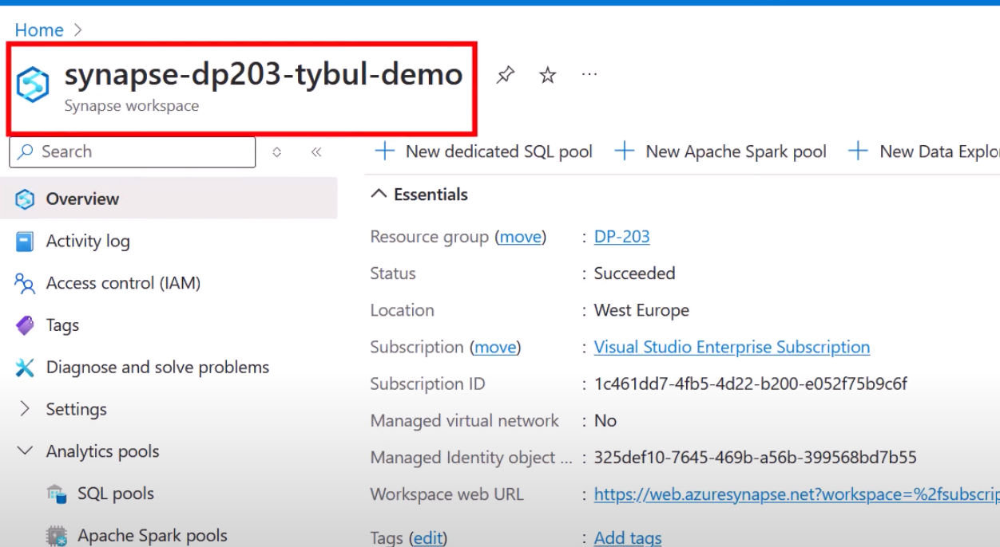 Home >
synapse-dp203-tybul-demo
Synapse workspace
Search
New dedicated SQL pool
New Apache Spark pool
New Data Explor
Overview
Activity log
Access control (IAM)
Tags
Diagnose and solve problems
Settings
Analytics pools
SQL pools
Apache Spark pools
Essentials
Resource group (move) : DP-203
Status : Succeeded
Location : West Europe
Subscription (move) : Visual Studio Enterprise Subscription
Subscription ID : 1c461dd7-4fb5-4d22-b200-e052f75b9c6f
Managed virtual network : No
Managed Identity object ... : 325def10-7645-469b-a56b-399568bd7b55
Workspace web URL : https://web.azuresynapse.net?workspace=%2fsubscrip
Tags (edit) : Add tags